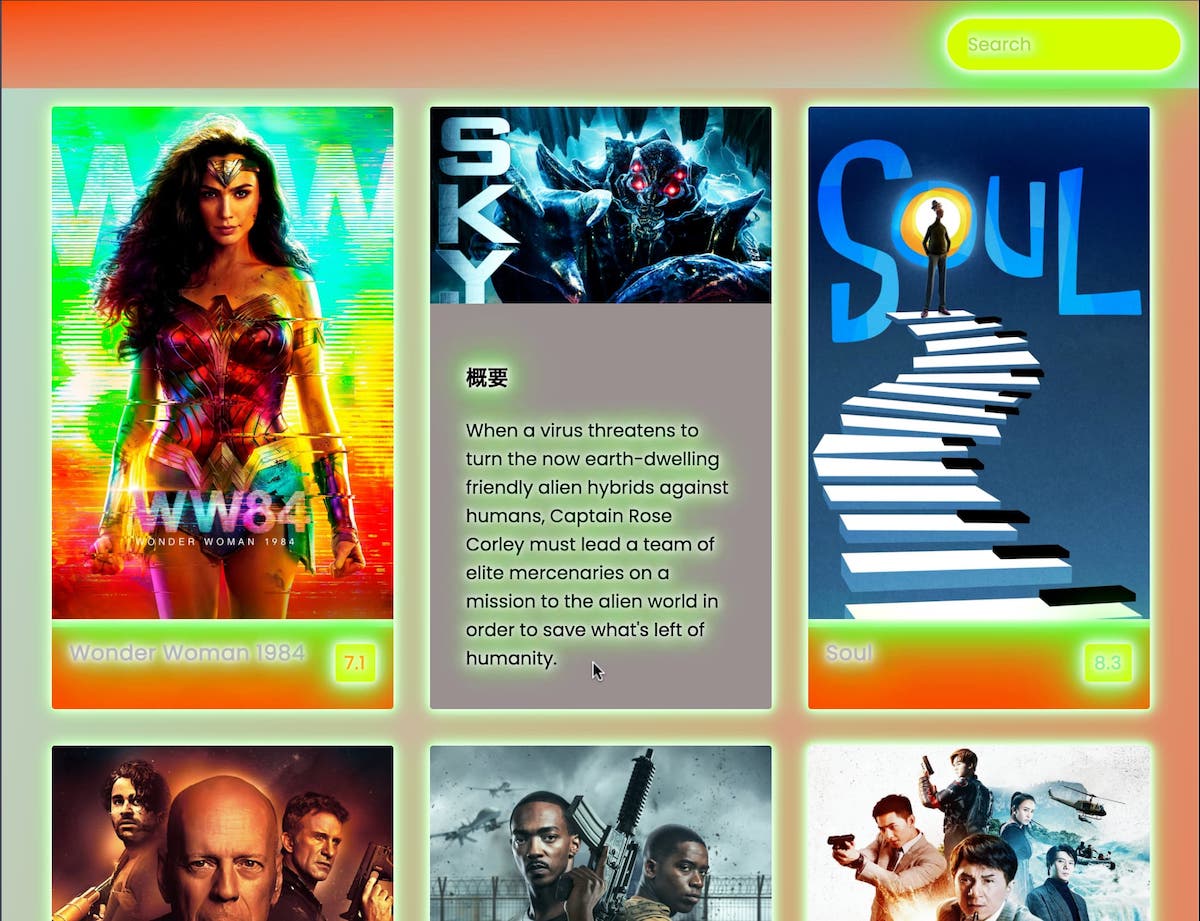 Search
WW
WW84
WONDER WOMAN 1984
Wonder Woman 1984
7.1
SKY
概要
When a virus threatens to
turn the now earth-dwelling
friendly alien hybrids against
humans, Captain Rose
Corley must lead a team of
elite mercenaries on a
mission to the alien world in
order to save what's left of
humanity.
SOUL
Soul
8.3